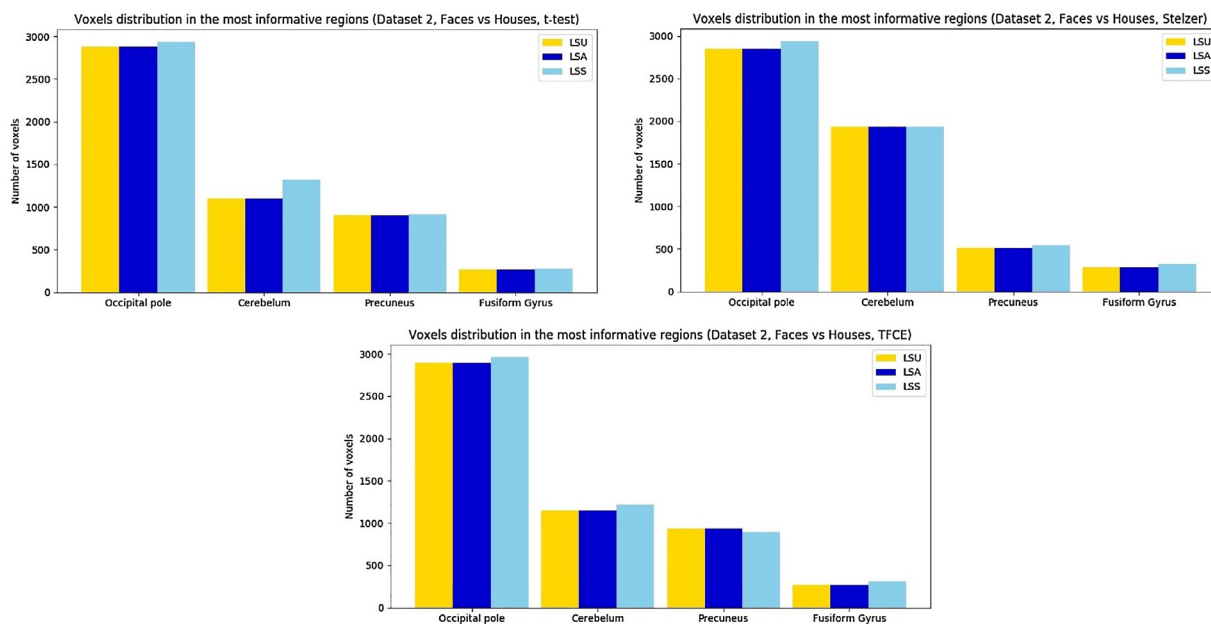 Voxels distribution in the most informative regions (Dataset 2, Faces vs Houses, t-test)
3000
2500
2000
1500
1000
500
0
Number of voxels
LSU
LSA
LSS
Occipital pole Cerebelum Precuneus Fusiform Gyrus
Voxels distribution in the most informative regions (Dataset 2, Faces vs Houses, Stelzer)
3000
2500
2000
1500
1000
500
0
Number of voxels
LSU
LSA
LSS
Occipital pole Cerebelum Precuneus Fusiform Gyrus
Voxels distribution in the most informative regions (Dataset 2, Faces vs Houses, TFCE)
3000
2500
2000
1500
1000
500
0
Number of voxels
LSU
LSA
LSS
Occipital pole Cerebelum Precuneus Fusiform Gyrus